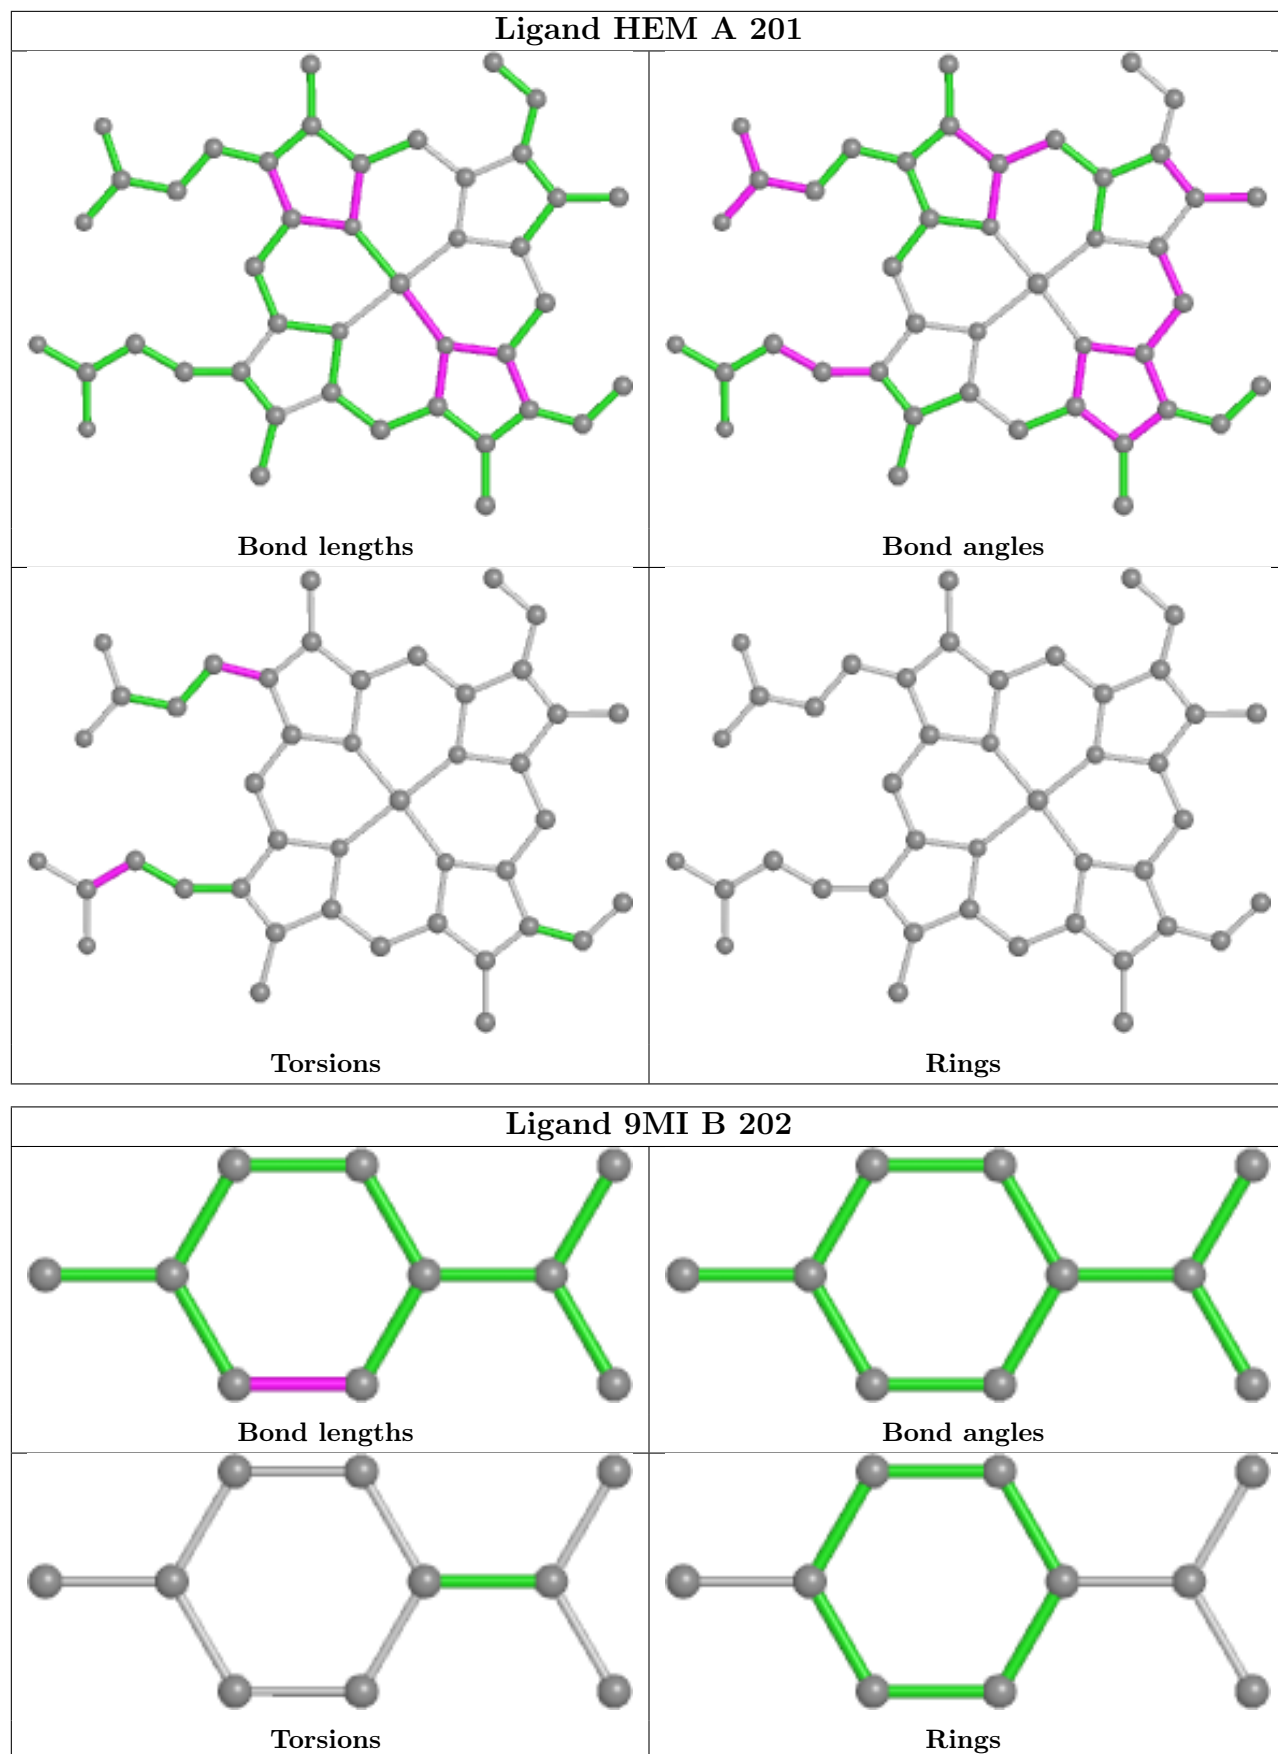 Ligand HEM A 201
Bond lengths
Bond angles
Torsions
Rings
Ligand 9MI B 202
Bond lengths
Bond angles
Torsions
Rings